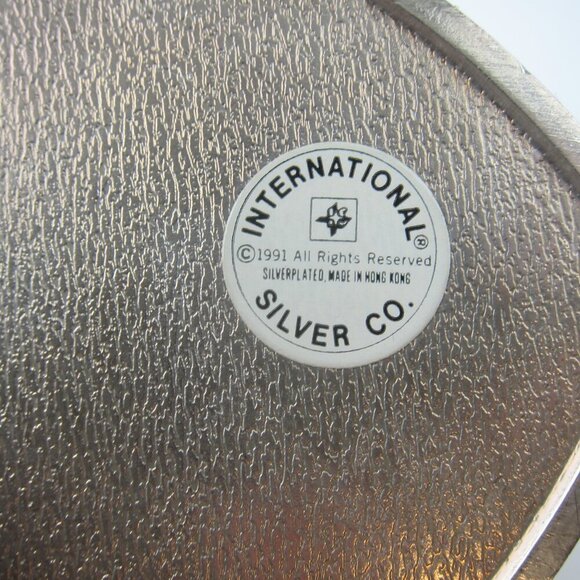 INTERNATIONAL®
©1991 All Rights Reserved
SILVERPLATED, MADE IN HONG KONG
SILVER CO.